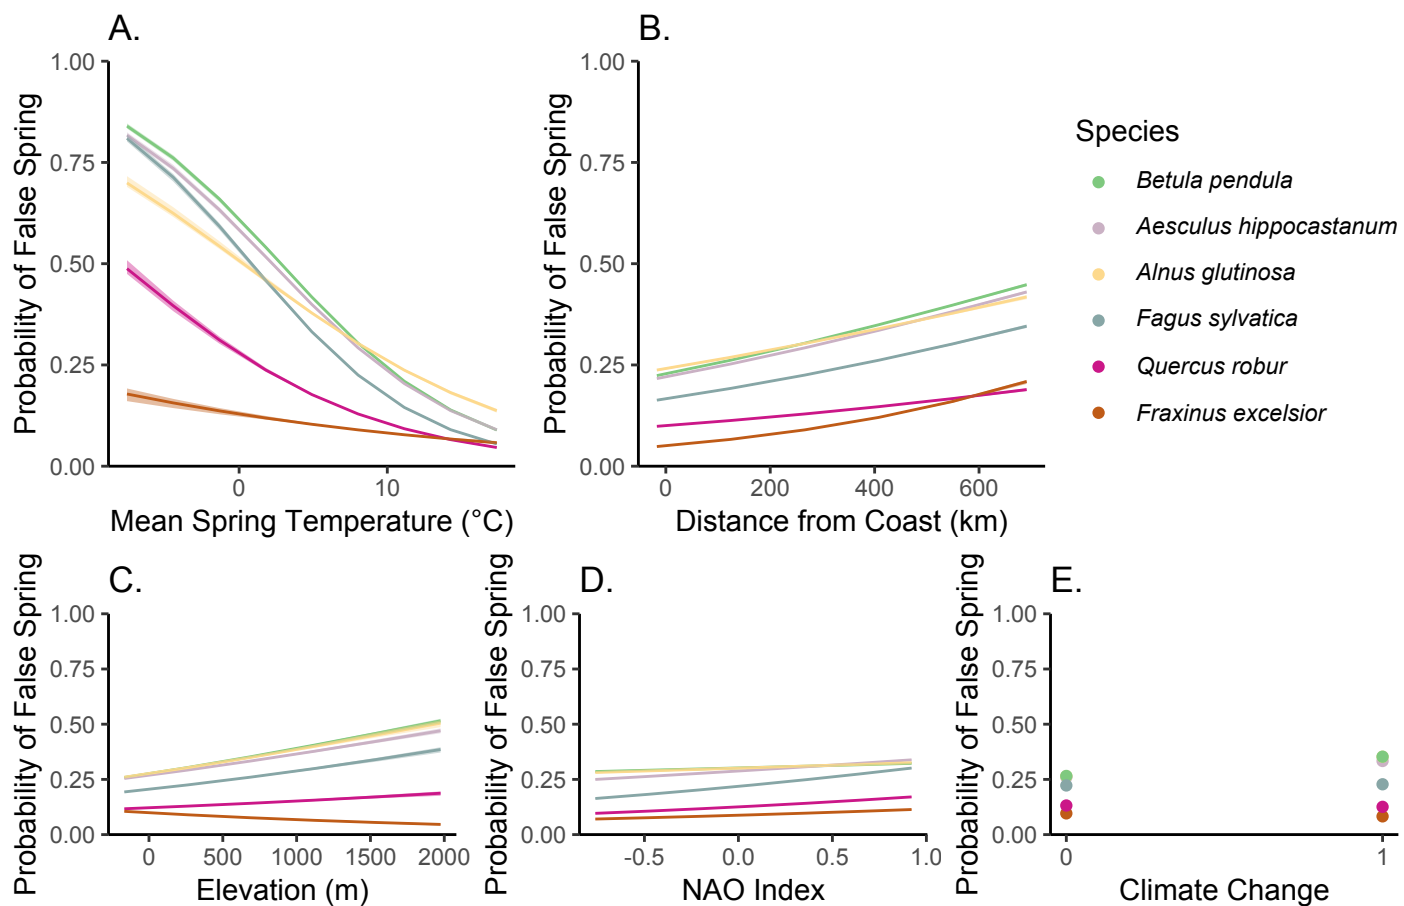 A.
Probability of False Spring
1.00
0.75
0.50
0.25
0.00
0
10
Mean Spring Temperature (°C)
B.
Probability of False Spring
1.00
0.75
0.50
0.25
0.00
0
200
400
600
Distance from Coast (km)
Species
Betula pendula
Aesculus hippocastanum
Alnus glutinosa
Fagus sylvatica
Quercus robur
Fraxinus excelsior
C.
Probability of False Spring
1.00
0.75
0.50
0.25
0.00
0
500
1000
1500
2000
Elevation (m)
D.
Probability of False Spring
1.00
0.75
0.50
0.25
0.00
-0.5
0.0
0.5
1.0
NAO Index
E.
Probability of False Spring
1.00
0.75
0.50
0.25
0.00
0
1
Climate Change